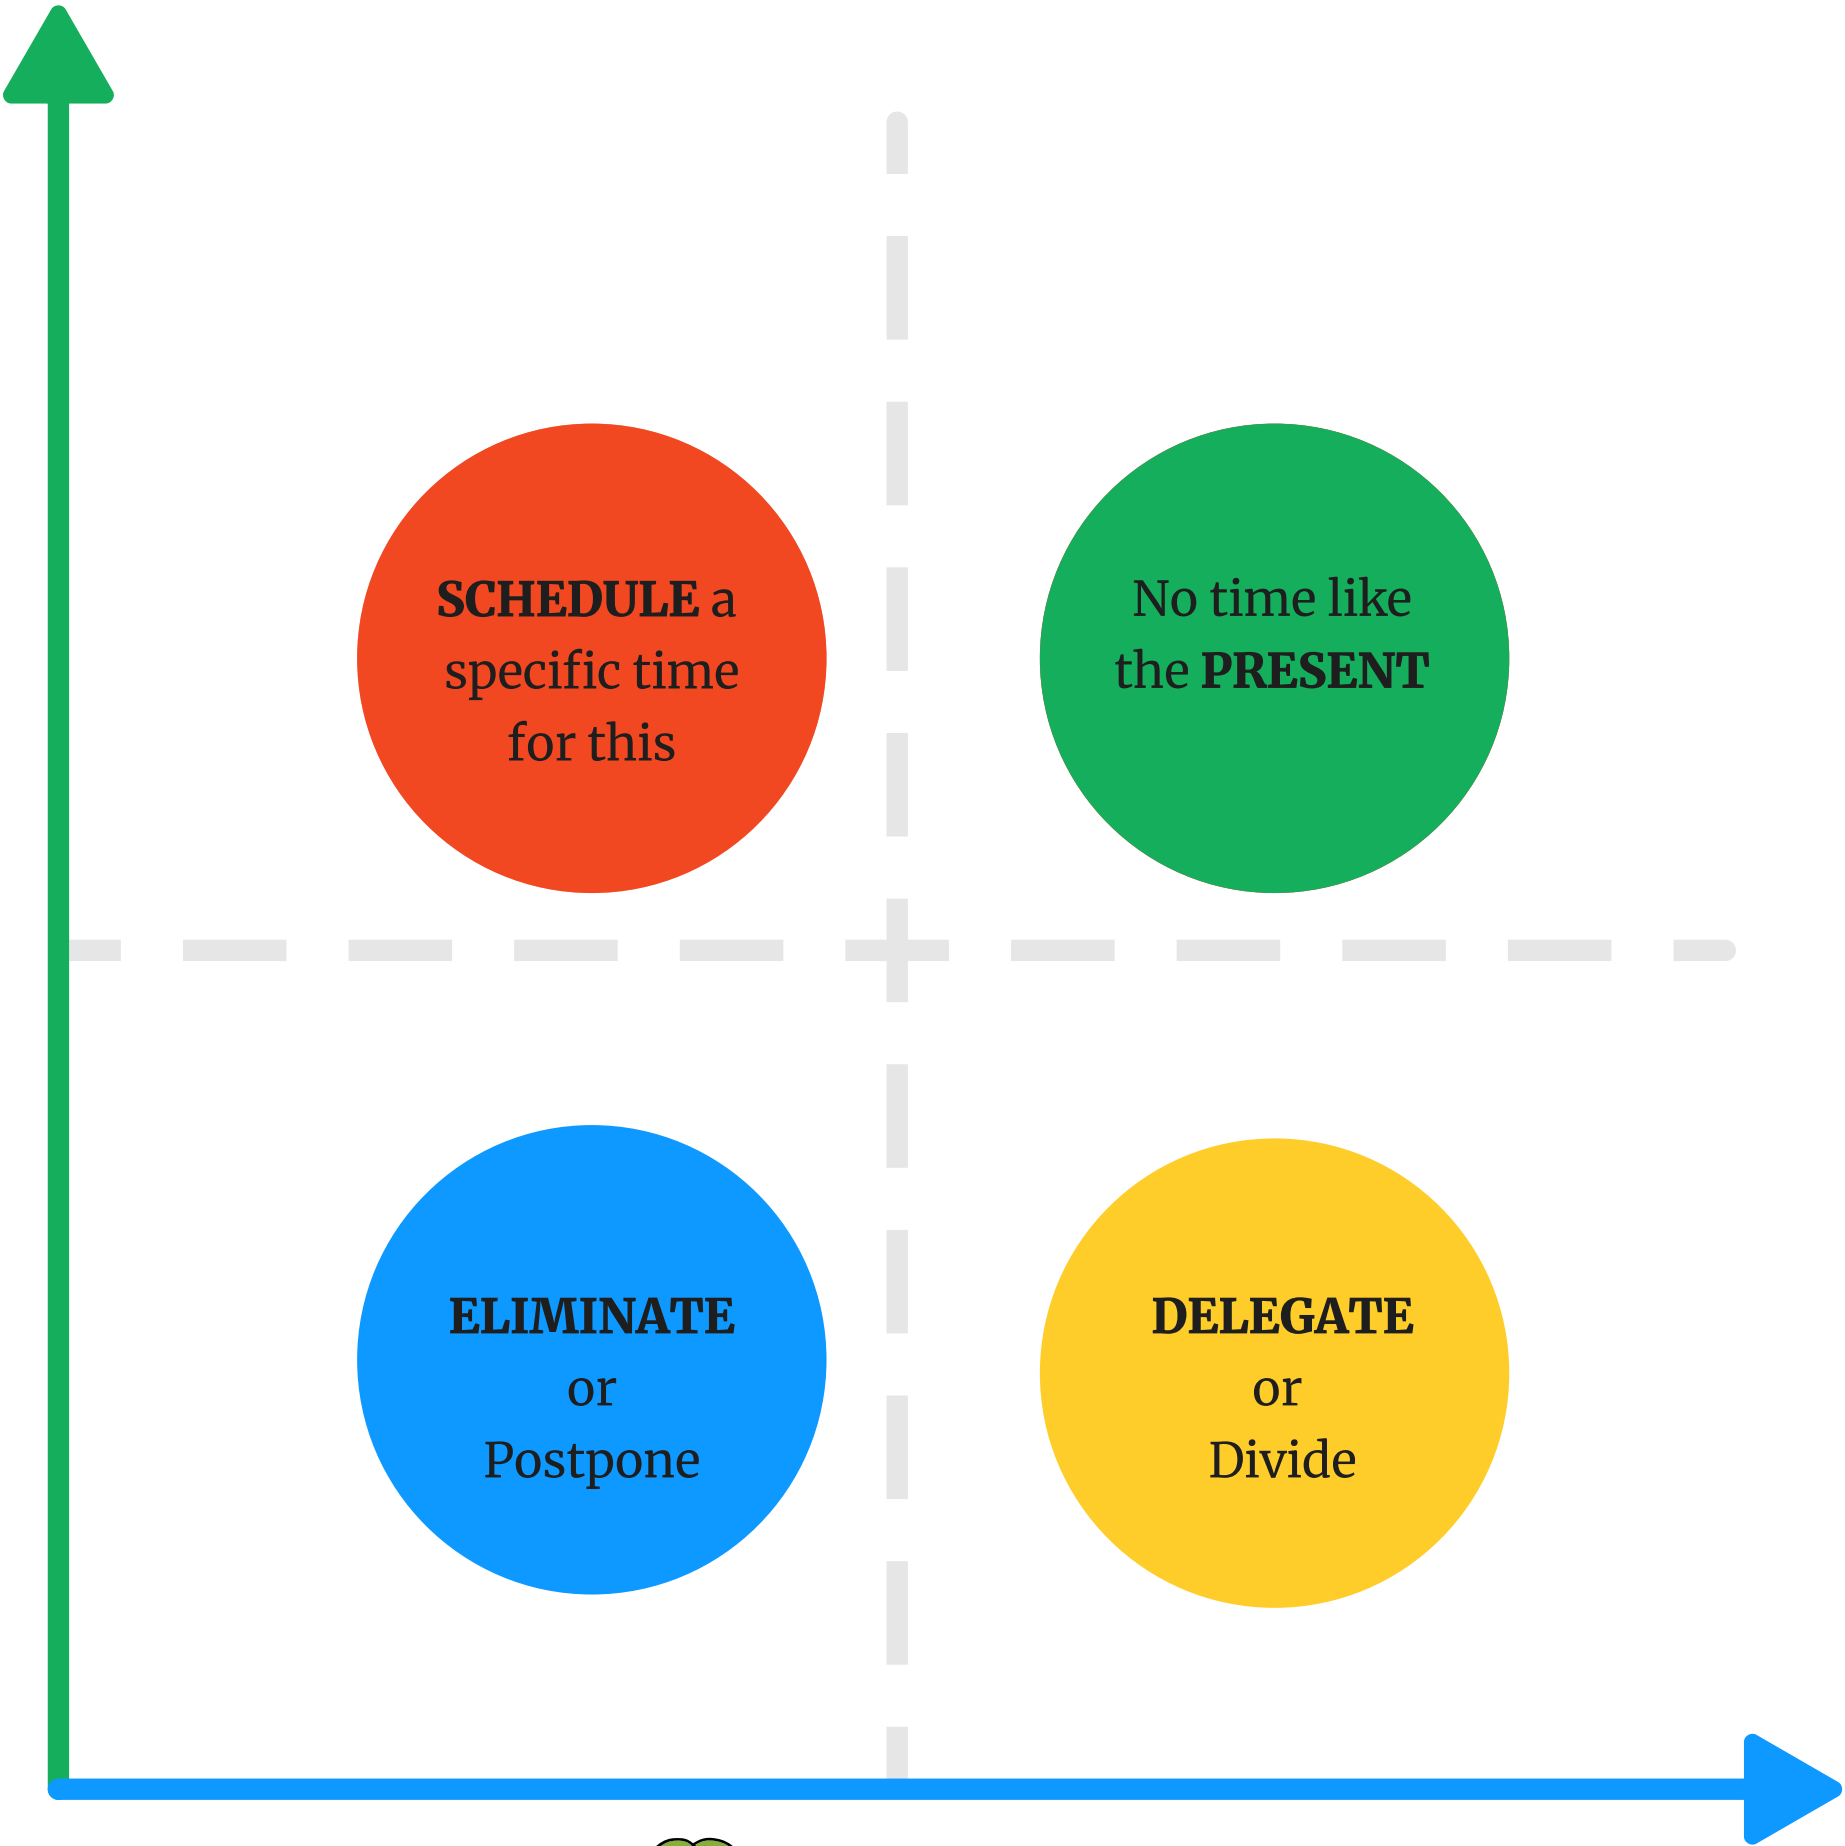 SCHEDULE a
specific time
for this
No time like
the PRESENT
ELIMINATE
or
Postpone
DELEGATE
or
Divide